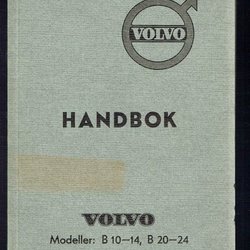 VOLVO
HANDBOK
VOLVO
Modeller: B 10—14, B 20—24